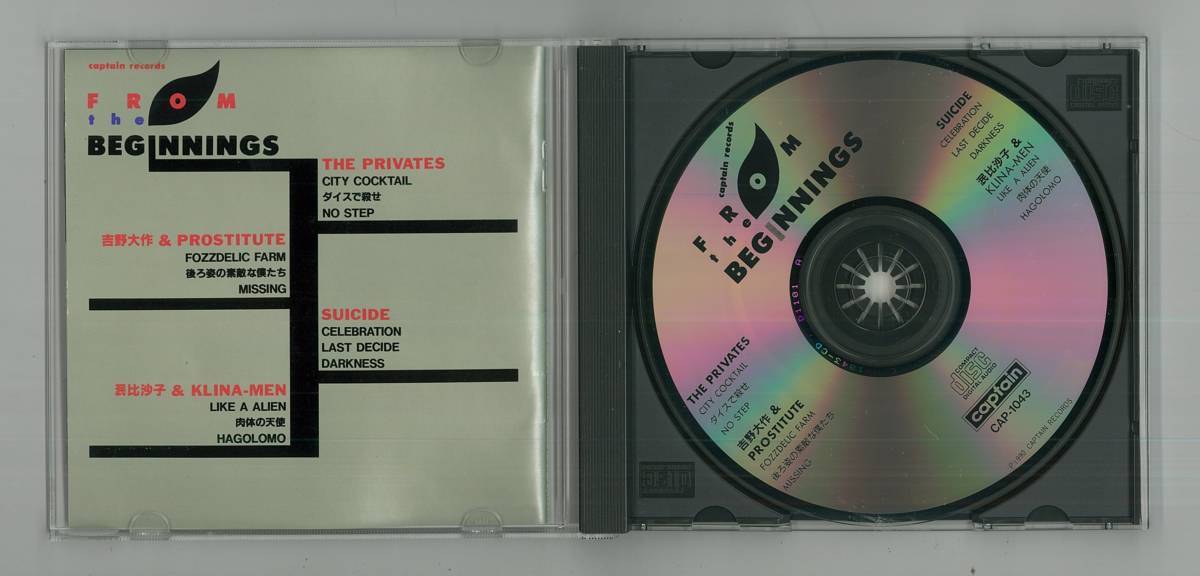 captain records
FROM
the
BEGINNINGS
THE PRIVATES
CITY COCKTAIL
ダイスで殺せ
NO STEP
吉野大作 & PROSTITUTE
FOZZDELIC FARM
後ろ姿の素敵な僕たち
MISSING
SUICIDE
CELEBRATION
LAST DECIDE
DARKNESS
比沙子 & KLINA-MEN
LIKE A ALIEN
肉体の天使
HAGOLOMO
captain records
FROM
the
BEGINNINGS
SUICIDE
CELEBRATION
LAST DECIDE
DARKNESS
比沙子 &
KLINA-MEN
LIKE A ALIEN
肉体の天使
HAGOLOMO
THE PRIVATES
CITY COCKTAIL
ダイスで殺せ
NO STEP
吉野大作 &
PROSTITUTE
FOZZDELIC FARM
後ろ姿の素敵な僕たち
MISSING
COMPACT
disc
DIGITAL AUDIO
captain
CAP-1043
P 1990 CAPTAIN RECORDS
1043-CD
P1101 A
disc
disc